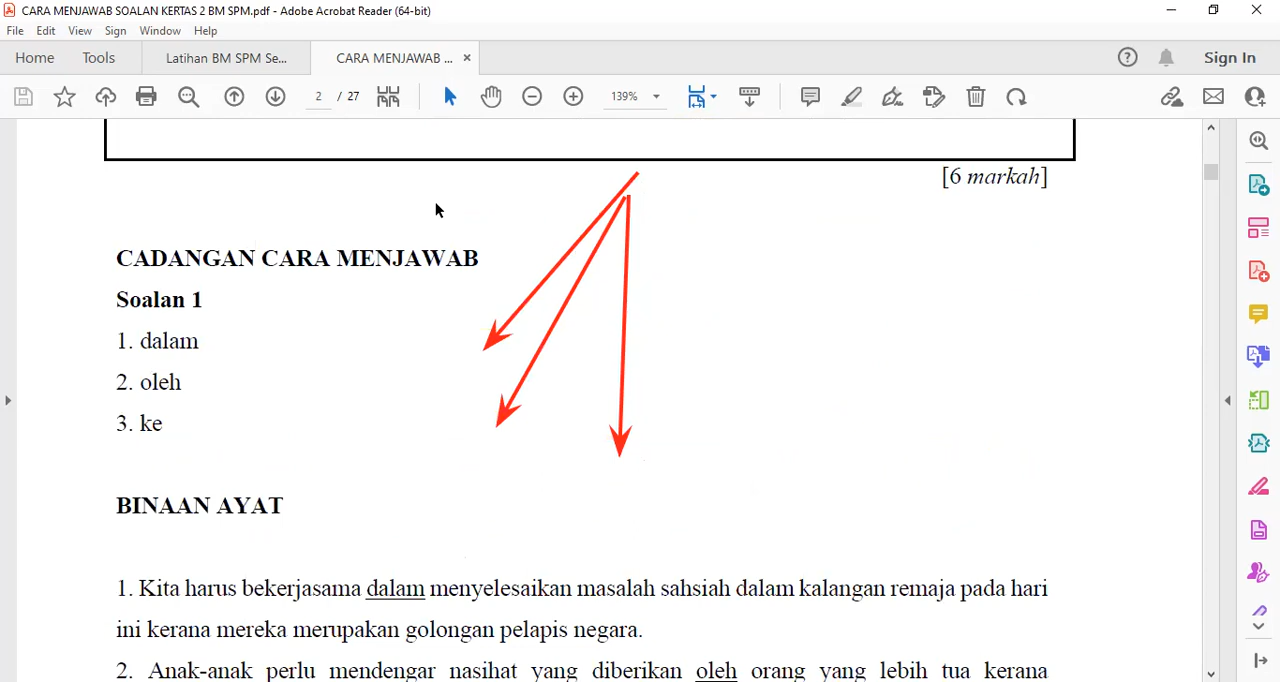 CARA MENJAWAB SOALAN KERTAS 2 BM SPM.pdf - Adobe Acrobat Reader (64-bit)
File Edit View Sign Window Help
Home Tools Latihan BM SPM Se... CARA MENJAWAB ... × Sign In
2 / 27 139%
[6 markah]
CADANGAN CARA MENJAWAB
Soalan 1
1. dalam
2. oleh
3. ke
BINAAN AYAT
1. Kita harus bekerjasama dalam menyelesaikan masalah sahsiah dalam kalangan remaja pada hari
ini kerana mereka merupakan golongan pelapis negara.
2. Anak-anak perlu mendengar nasihat yang diberikan oleh orang yang lebih tua kerana